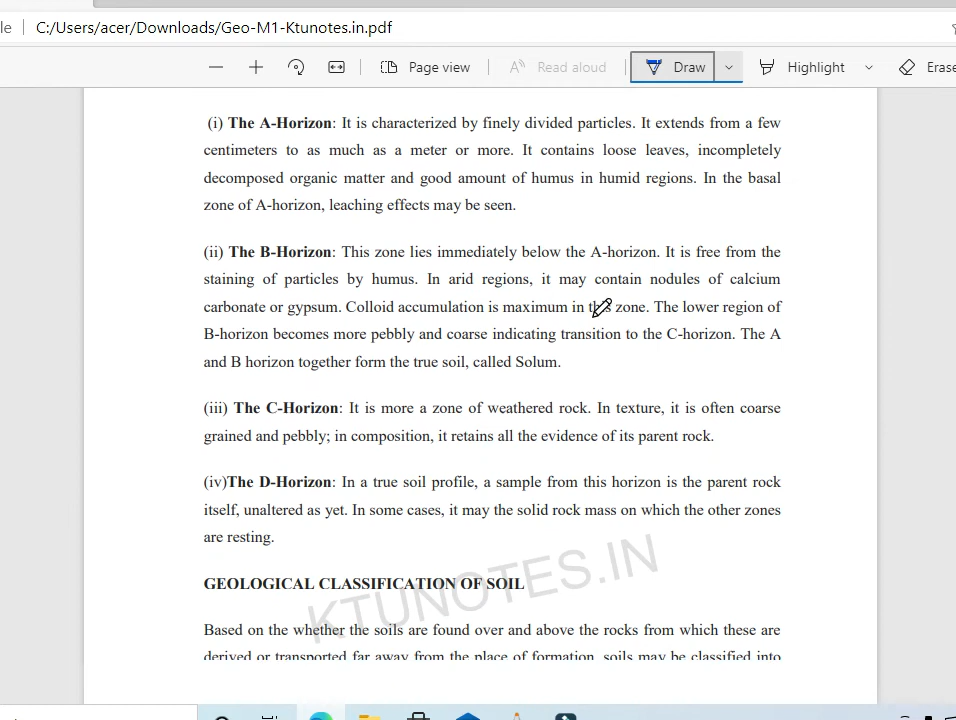 le C:/Users/acer/Downloads/Geo-M1-Ktunotes.in.pdf
Page view Read aloud Draw Highlight Erase
(i) The A-Horizon: It is characterized by finely divided particles. It extends from a few
centimeters to as much as a meter or more. It contains loose leaves, incompletely
decomposed organic matter and good amount of humus in humid regions. In the basal
zone of A-horizon, leaching effects may be seen.
(ii) The B-Horizon: This zone lies immediately below the A-horizon. It is free from the
staining of particles by humus. In arid regions, it may contain nodules of calcium
carbonate or gypsum. Colloid accumulation is maximum in this zone. The lower region of
B-horizon becomes more pebbly and coarse indicating transition to the C-horizon. The A
and B horizon together form the true soil, called Solum.
(iii) The C-Horizon: It is more a zone of weathered rock. In texture, it is often coarse
grained and pebbly; in composition, it retains all the evidence of its parent rock.
(iv)The D-Horizon: In a true soil profile, a sample from this horizon is the parent rock
itself, unaltered as yet. In some cases, it may the solid rock mass on which the other zones
are resting.
GEOLOGICAL CLASSIFICATION OF SOIL
KTUNOTES.IN
Based on the whether the soils are found over and above the rocks from which these are
derived or transported far away from the place of formation, soils may be classified into